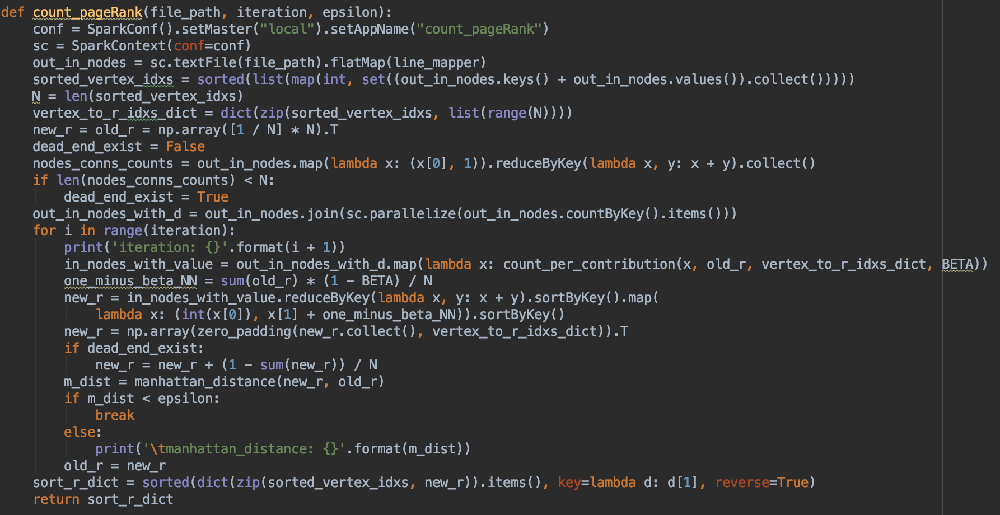 def count_pageRank(file_path, iteration, epsilon):
    conf = SparkConf().setMaster("local").setAppName("count_pageRank")
    sc = SparkContext(conf=conf)
    out_in_nodes = sc.textFile(file_path).flatMap(line_mapper)
    sorted_vertex_idxs = sorted(list(map(int, set((out_in_nodes.keys() + out_in_nodes.values()).collect()))))
    N = len(sorted_vertex_idxs)
    vertex_to_r_idxs_dict = dict(zip(sorted_vertex_idxs, list(range(N))))
    new_r = old_r = np.array([1 / N] * N).T
    dead_end_exist = False
    nodes_conns_counts = out_in_nodes.map(lambda x: (x[0], 1)).reduceByKey(lambda x, y: x + y).collect()
    if len(nodes_conns_counts) < N:
        dead_end_exist = True
    out_in_nodes_with_d = out_in_nodes.join(sc.parallelize(out_in_nodes.countByKey().items()))
    for i in range(iteration):
        print('iteration: {}'.format(i + 1))
        in_nodes_with_value = out_in_nodes_with_d.map(lambda x: count_per_contribution(x, old_r, vertex_to_r_idxs_dict, BETA))
        one_minus_beta_NN = sum(old_r) * (1 - BETA) / N
        new_r = in_nodes_with_value.reduceByKey(lambda x, y: x + y).sortByKey().map(
            lambda x: (int(x[0]), x[1] + one_minus_beta_NN)).sortByKey()
        new_r = np.array(zero_padding(new_r.collect(), vertex_to_r_idxs_dict)).T
        if dead_end_exist:
            new_r = new_r + (1 - sum(new_r)) / N
        m_dist = manhattan_distance(new_r, old_r)
        if m_dist < epsilon:
            break
        else:
            print('\tmanhattan_distance: {}'.format(m_dist))
        old_r = new_r
    sort_r_dict = sorted(dict(zip(sorted_vertex_idxs, new_r)).items(), key=lambda d: d[1], reverse=True)
    return sort_r_dict